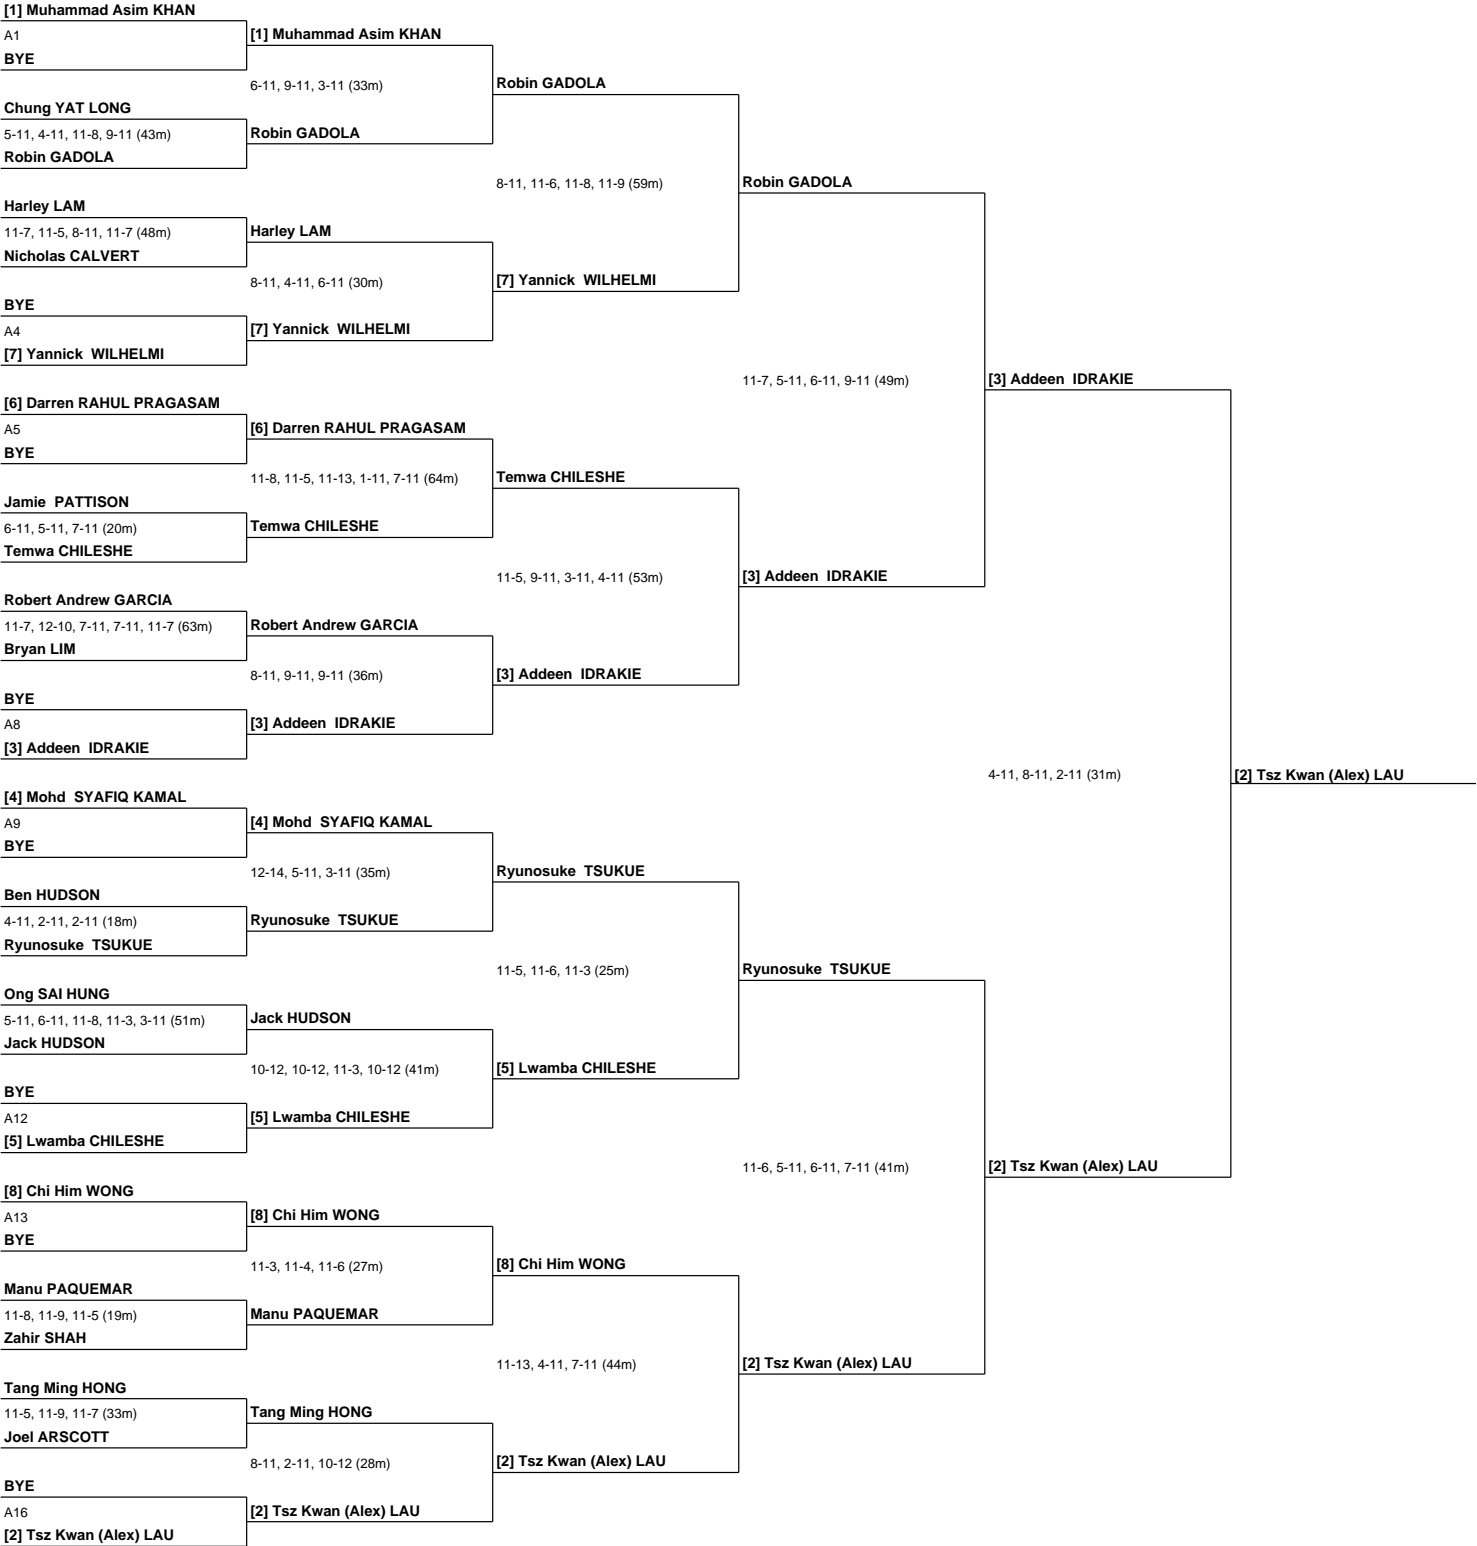 [1] Muhammad Asim KHAN
A1
BYE
Chung YAT LONG
5-11, 4-11, 11-8, 9-11 (43m)
Robin GADOLA
Harley LAM
11-7, 11-5, 8-11, 11-7 (48m)
Nicholas CALVERT
BYE
A4
[7] Yannick WILHELMI
[6] Darren RAHUL PRAGASAM
A5
BYE
Jamie PATTISON
6-11, 5-11, 7-11 (20m)
Temwa CHILESHE
Robert Andrew GARCIA
11-7, 12-10, 7-11, 7-11, 11-7 (63m)
Bryan LIM
BYE
A8
[3] Addeen IDRAKIE
[4] Mohd SYAFIQ KAMAL
A9
BYE
Ben HUDSON
4-11, 2-11, 2-11 (18m)
Ryunosuke TSUKUE
Ong SAI HUNG
5-11, 6-11, 11-8, 11-3, 3-11 (51m)
Jack HUDSON
BYE
A12
[5] Lwamba CHILESHE
[8] Chi Him WONG
A13
BYE
Manu PAQUEMAR
11-8, 11-9, 11-5 (19m)
Zahir SHAH
Tang Ming HONG
11-5, 11-9, 11-7 (33m)
Joel ARSCOTT
BYE
A16
[2] Tsz Kwan (Alex) LAU
[1] Muhammad Asim KHAN
6-11, 9-11, 3-11 (33m)
Robin GADOLA
Harley LAM
8-11, 4-11, 6-11 (30m)
[7] Yannick WILHELMI
[6] Darren RAHUL PRAGASAM
11-8, 11-5, 11-13, 1-11, 7-11 (64m)
Temwa CHILESHE
Robert Andrew GARCIA
8-11, 9-11, 9-11 (36m)
[3] Addeen IDRAKIE
[4] Mohd SYAFIQ KAMAL
12-14, 5-11, 3-11 (35m)
Ryunosuke TSUKUE
Jack HUDSON
10-12, 10-12, 11-3, 10-12 (41m)
[5] Lwamba CHILESHE
[8] Chi Him WONG
11-3, 11-4, 11-6 (27m)
Manu PAQUEMAR
Tang Ming HONG
8-11, 2-11, 10-12 (28m)
[2] Tsz Kwan (Alex) LAU
Robin GADOLA
8-11, 11-6, 11-8, 11-9 (59m)
[7] Yannick WILHELMI
Temwa CHILESHE
11-5, 9-11, 3-11, 4-11 (53m)
[3] Addeen IDRAKIE
Ryunosuke TSUKUE
11-5, 11-6, 11-3 (25m)
[5] Lwamba CHILESHE
[8] Chi Him WONG
11-13, 4-11, 7-11 (44m)
[2] Tsz Kwan (Alex) LAU
Robin GADOLA
11-7, 5-11, 6-11, 9-11 (49m)
[3] Addeen IDRAKIE
Ryunosuke TSUKUE
11-6, 5-11, 6-11, 7-11 (41m)
[2] Tsz Kwan (Alex) LAU
[3] Addeen IDRAKIE
4-11, 8-11, 2-11 (31m)
[2] Tsz Kwan (Alex) LAU
[2] Tsz Kwan (Alex) LAU